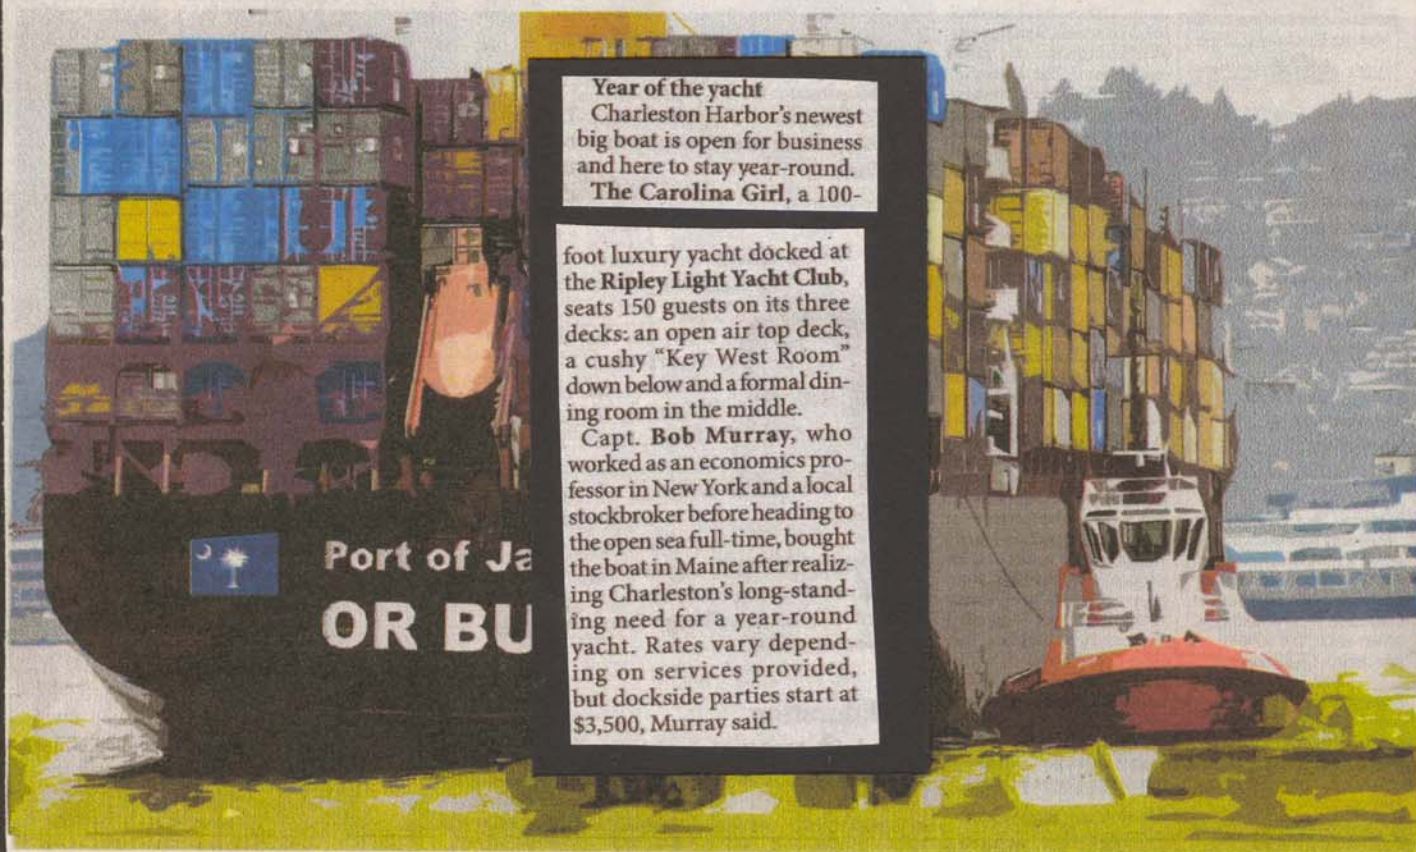 Year of the yacht
Charleston Harbor's newest
big boat is open for business
and here to stay year-round.
The Carolina Girl, a 100-
foot luxury yacht docked at
the Ripley Light Yacht Club,
seats 150 guests on its three
decks: an open air top deck,
a cushy "Key West Room"
down below and a formal din-
ing room in the middle.
Capt. Bob Murray, who
worked as an economics pro-
fessor in New York and a local
stockbroker before heading to
the open sea full-time, bought
the boat in Maine after realiz-
ing Charleston's long-stand-
ing need for a year-round
yacht. Rates vary depend-
ing on services provided,
but dockside parties start at
$3,500, Murray said.
Port of Ja
OR BU